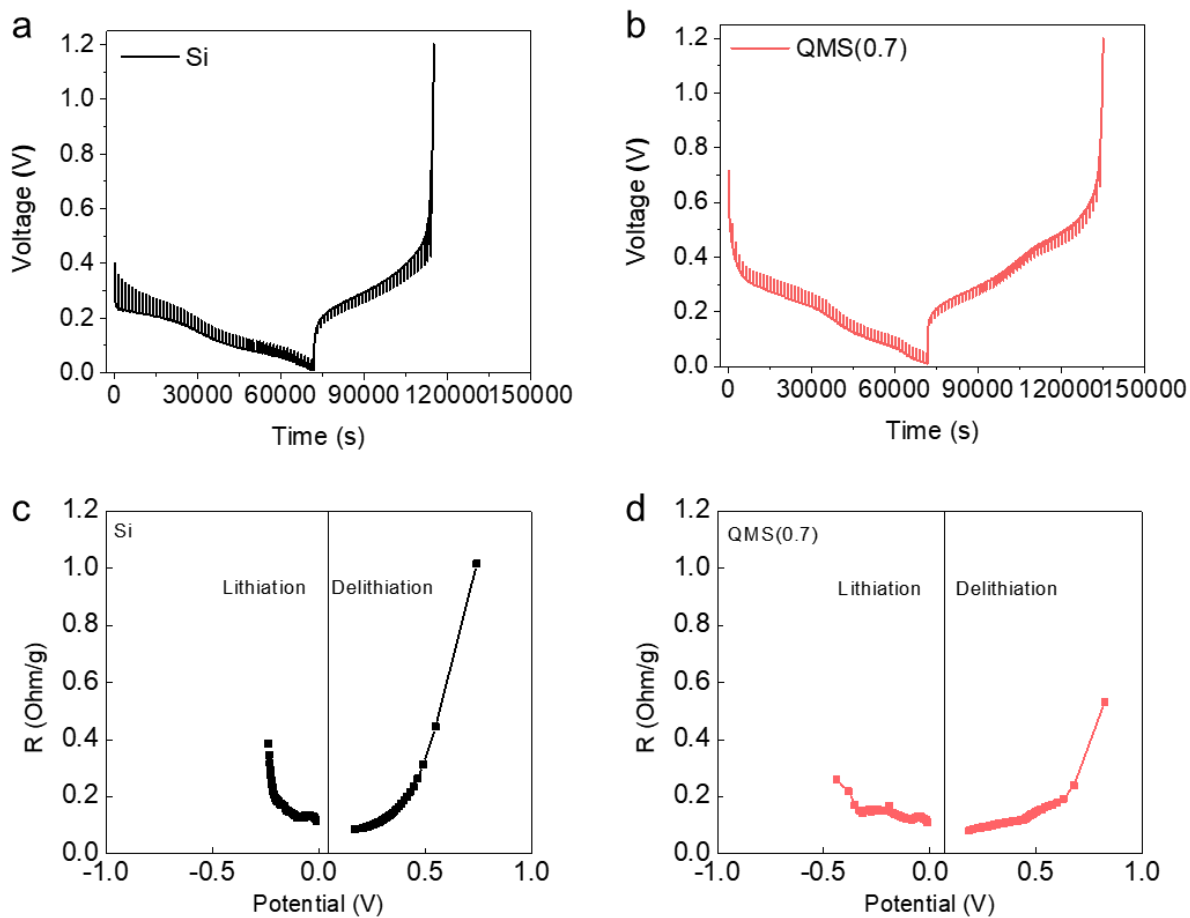 a
Si
Voltage (V)
1.2
1.0
0.8
0.6
0.4
0.2
0.0
0 30000 60000 90000 120000 150000
Time (s)
b
QMS(0.7)
Voltage (V)
1.2
1.0
0.8
0.6
0.4
0.2
0.0
0 30000 60000 90000 120000 150000
Time (s)
c
Si
Lithiation Delithiation
R (Ohm/g)
1.2
1.0
0.8
0.6
0.4
0.2
0.0
-1.0 -0.5 0.0 0.5 1.0
Potential (V)
d
QMS(0.7)
Lithiation Delithiation
R (Ohm/g)
1.2
1.0
0.8
0.6
0.4
0.2
0.0
-1.0 -0.5 0.0 0.5 1.0
Potential (V)